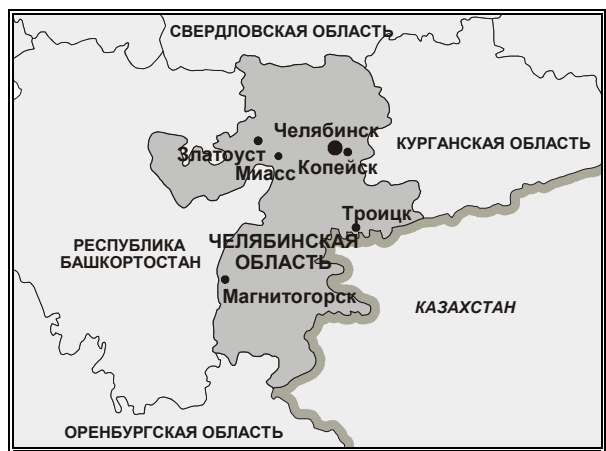 СВЕРДЛОВСКАЯ ОБЛАСТЬ
Челябинск
КУРГАНСКАЯ ОБЛАСТЬ
Златоуст
Миасс
Копейск
Троицк
РЕСПУБЛИКА
БАШКОРТОСТАН
ЧЕЛЯБИНСКАЯ
ОБЛАСТЬ
Магнитогорск
КАЗАХСТАН
ОРЕНБУРГСКАЯ ОБЛАСТЬ